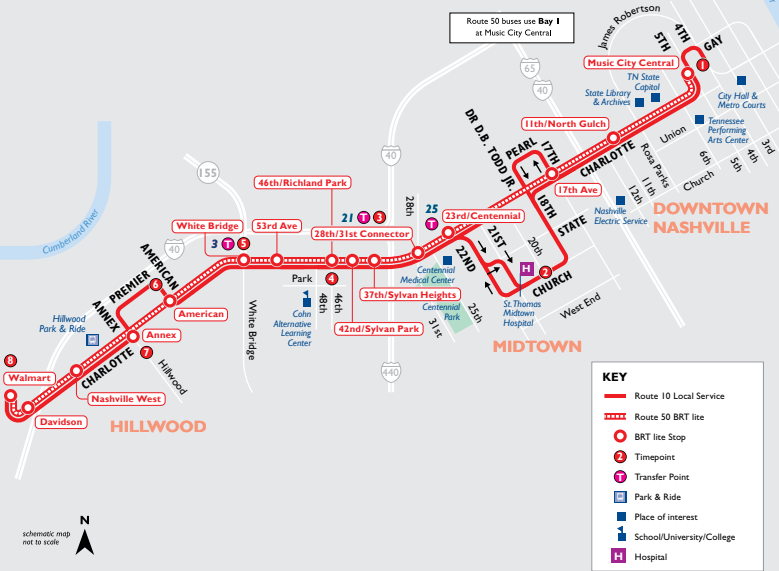 Route 50 buses use Bay 1
at Music City Central
James Robertson
4TH
5TH
GAY
1
Music City Central
TN State
Capitol
State Library
& Archives
City Hall &
Metro Courts
65
40
11th/North Gulch
Tennessee
Performing
Arts Center
DR D.B. TODD JR.
PEARL
17TH
CHARLOTTE
Union
Rosa Parks
6th
5th
4th
3rd
Church
11th
12th
17th Ave
18TH
STATE
Nashville
Electric Service
DOWNTOWN
NASHVILLE
155
40
46th/Richland Park
28th
21 T 3
25
T
23rd/Centennial
White Bridge
53rd Ave
28th/31st Connector
3 T 5
Cumberland River
40
AMERICAN
PREMIER
ANNEX
6
21ST
22ND
20th
H
2
CHURCH
Centennial
Medical Center
Park
4
48th
46th
37th/Sylvan Heights
Centennial
Park
25th
31st
St. Thomas
Midtown
Hospital
West End
American
White Bridge
Cohn
Alternative
Learning
Center
42nd/Sylvan Park
MIDTOWN
Hillwood
Park & Ride
Annex
7
CHARLOTTE
Hillwood
440
8
Walmart
Nashville West
Davidson
HILLWOOD
KEY
Route 10 Local Service
Route 50 BRT lite
BRT lite Stop
2 Timepoint
T Transfer Point
Park & Ride
Place of interest
School/University/College
H Hospital
N
schematic map
not to scale